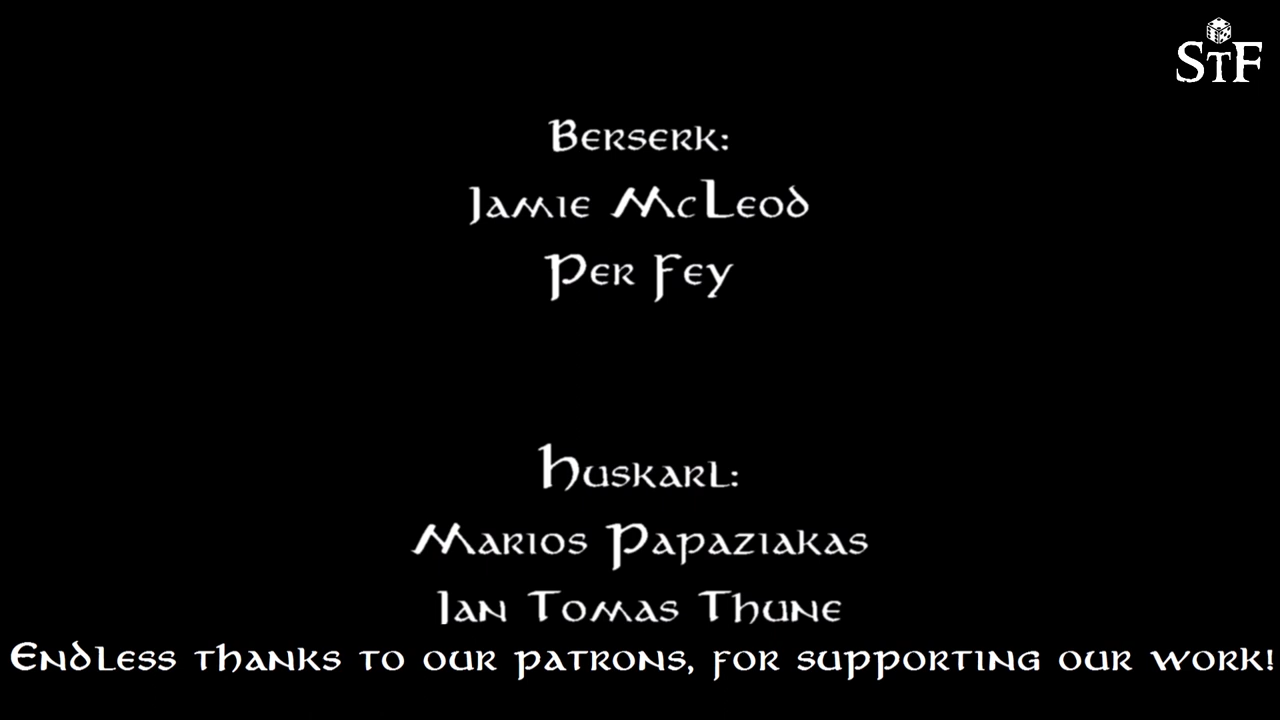 StF
Berserk:
Jamie McLeod
Per Fey
Huskarl:
Marios Papaziakas
Ian Tomas Thune
Endless thanks to our patrons, for supporting our work!